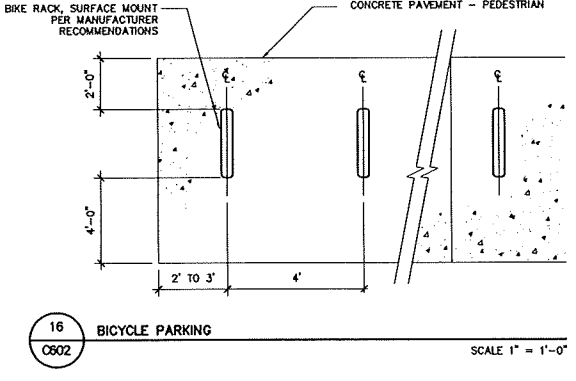 BIKE RACK, SURFACE MOUNT
PER MANUFACTURER
RECOMMENDATIONS
CONCRETE PAVEMENT - PEDESTRIAN
℄
℄
℄
2'-0"
4'-0"
2' TO 3'
4'
16
C602
BICYCLE PARKING
SCALE 1" = 1'-0"